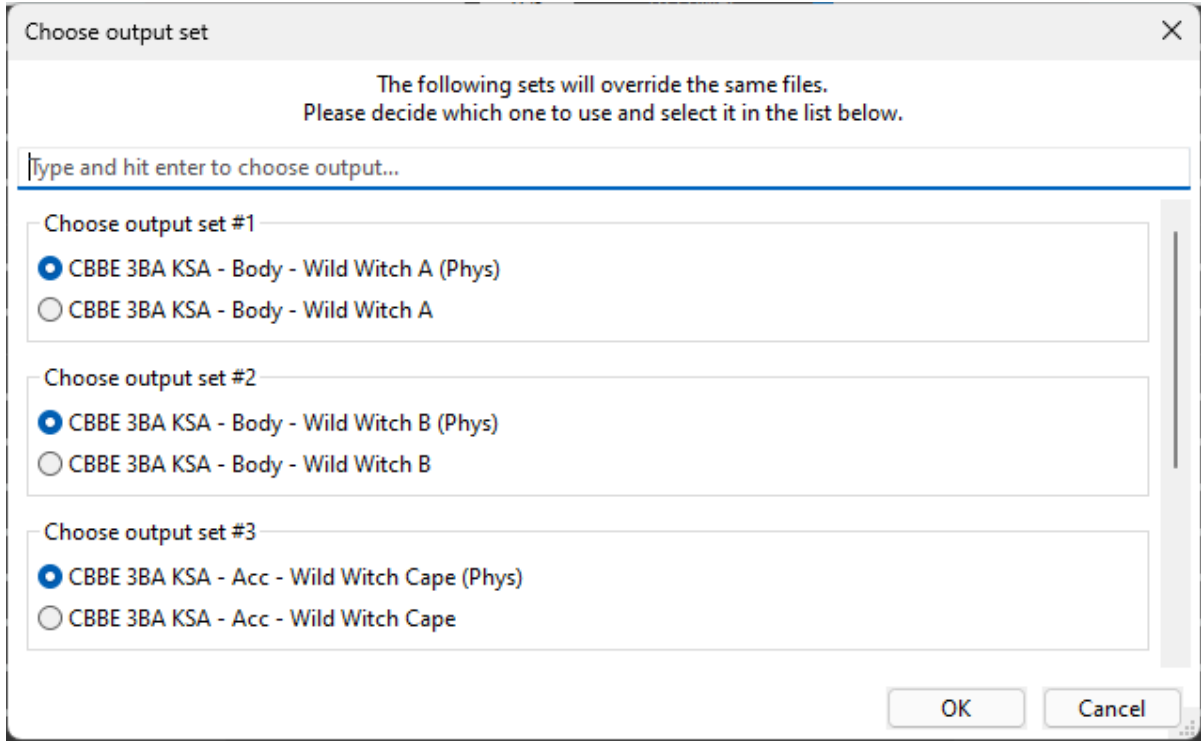 Choose output set
The following sets will override the same files.
Please decide which one to use and select it in the list below.
Type and hit enter to choose output...
Choose output set #1
CBBE 3BA KSA - Body - Wild Witch A (Phys)
CBBE 3BA KSA - Body - Wild Witch A
Choose output set #2
CBBE 3BA KSA - Body - Wild Witch B (Phys)
CBBE 3BA KSA - Body - Wild Witch B
Choose output set #3
CBBE 3BA KSA - Acc - Wild Witch Cape (Phys)
CBBE 3BA KSA - Acc - Wild Witch Cape
OK Cancel